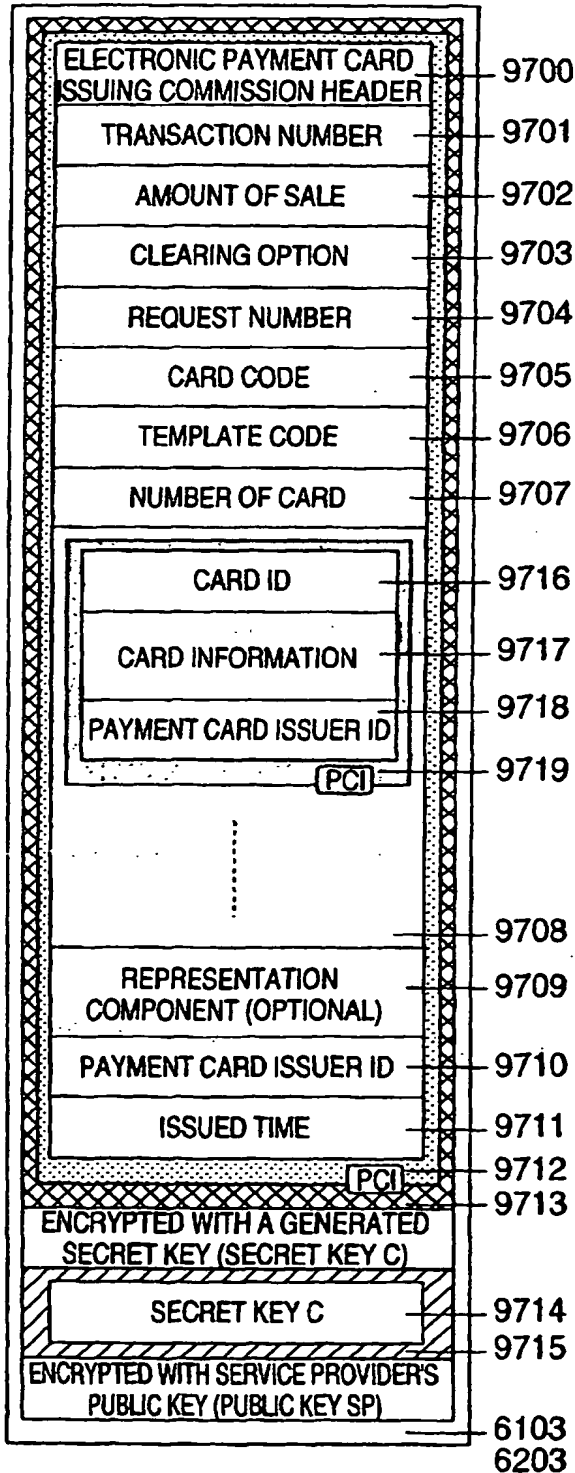 ELECTRONIC PAYMENT CARD
ISSUING COMMISSION HEADER
9700
TRANSACTION NUMBER
9701
AMOUNT OF SALE
9702
CLEARING OPTION
9703
REQUEST NUMBER
9704
CARD CODE
9705
TEMPLATE CODE
9706
NUMBER OF CARD
9707
CARD ID
9716
CARD INFORMATION
9717
PAYMENT CARD ISSUER ID
9718
PCI
9719
9708
REPRESENTATION
COMPONENT (OPTIONAL)
9709
PAYMENT CARD ISSUER ID
9710
ISSUED TIME
9711
PCI
9712
9713
ENCRYPTED WITH A GENERATED
SECRET KEY (SECRET KEY C)
SECRET KEY C
9714
9715
ENCRYPTED WITH SERVICE PROVIDER'S
PUBLIC KEY (PUBLIC KEY SP)
6103
6203